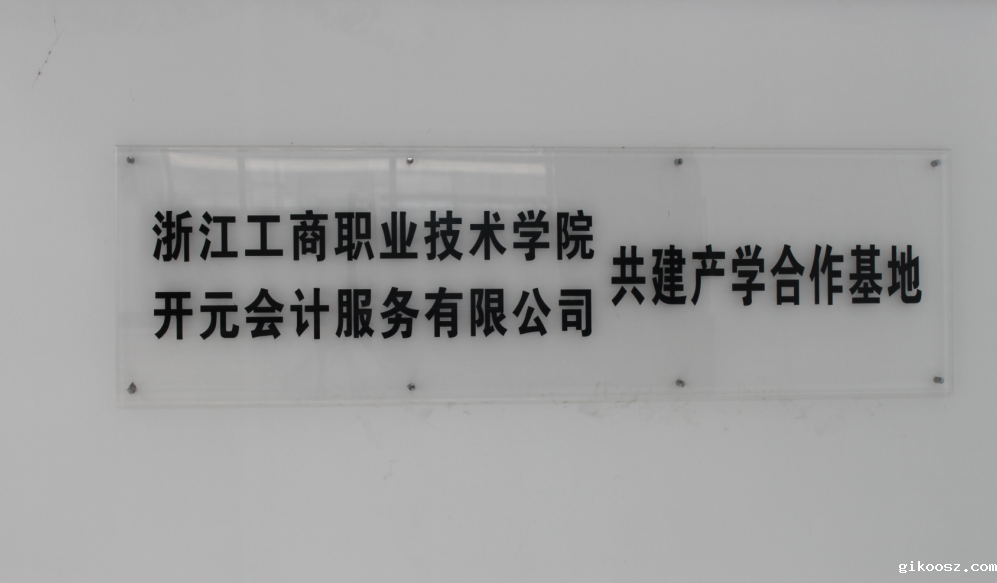 浙江工商职业技术学院
开元会计服务有限公司
共建产学合作基地
gikoosz.com